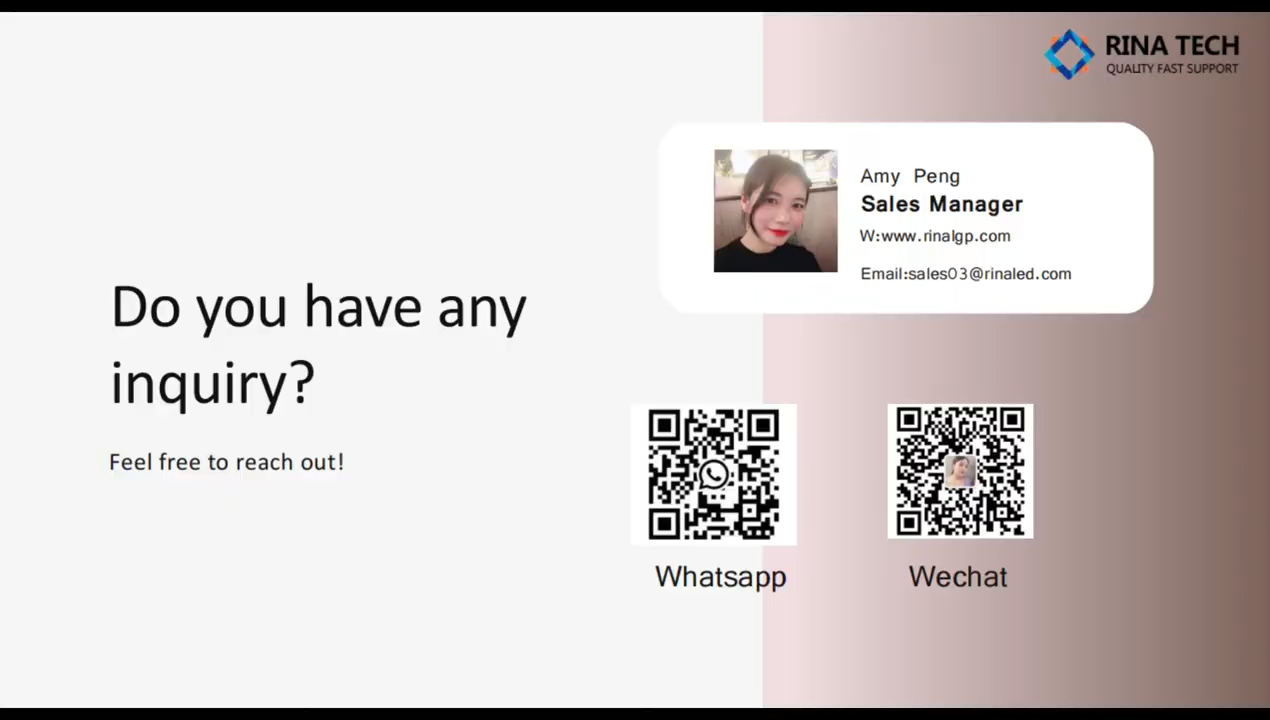 RINA TECH
QUALITY FAST SUPPORT
Amy Peng
Sales Manager
W:www.rinalgp.com
Email:sales03@rinaled.com
Do you have any
inquiry?
Feel free to reach out!
Whatsapp
Wechat